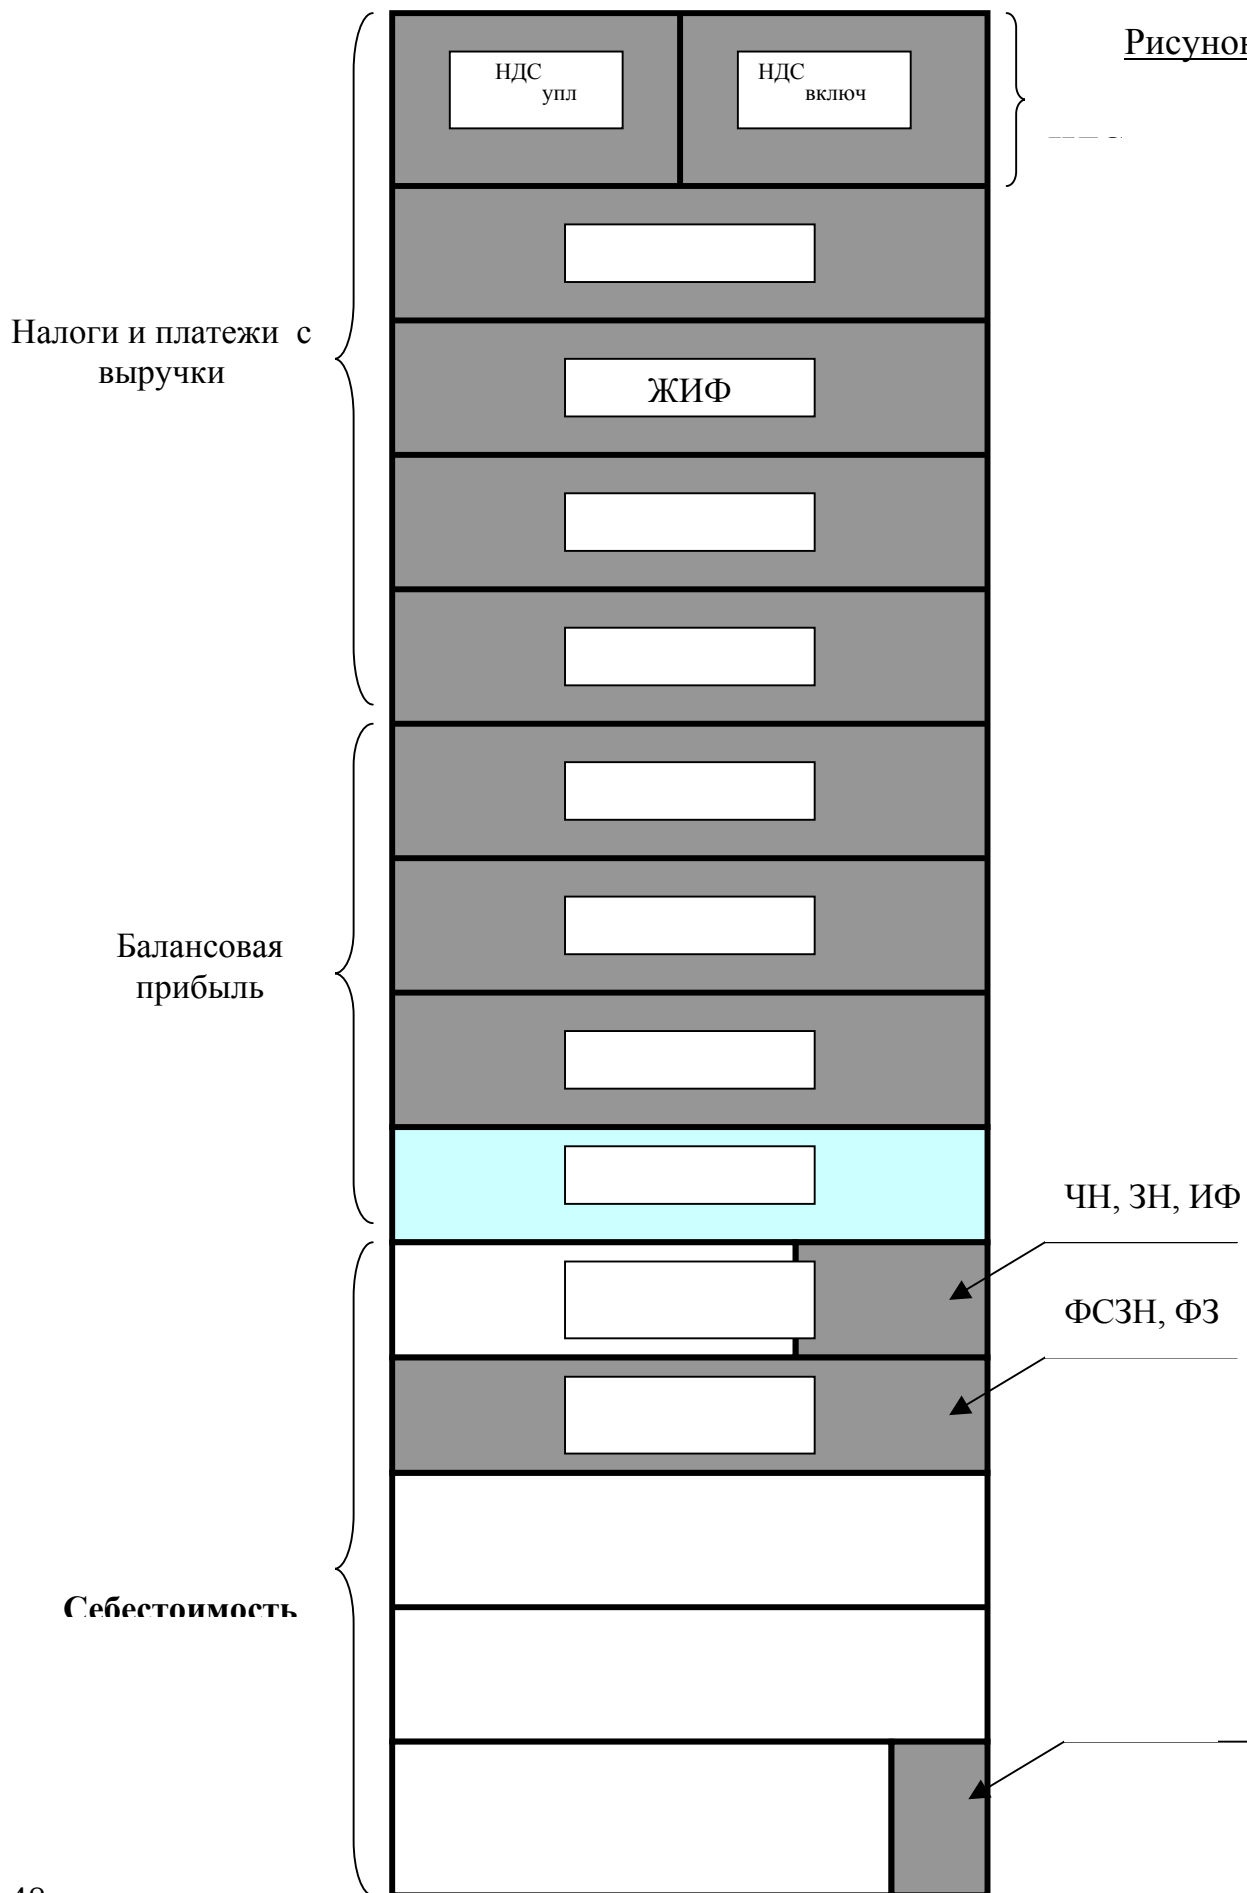 Рисунок
НДС
упл
НДС
включ
Налоги и платежи с
выручки
ЖИФ
Балансовая
прибыль
ЧН, ЗН, ИФ
ФСЗН, ФЗ
Себестоимость